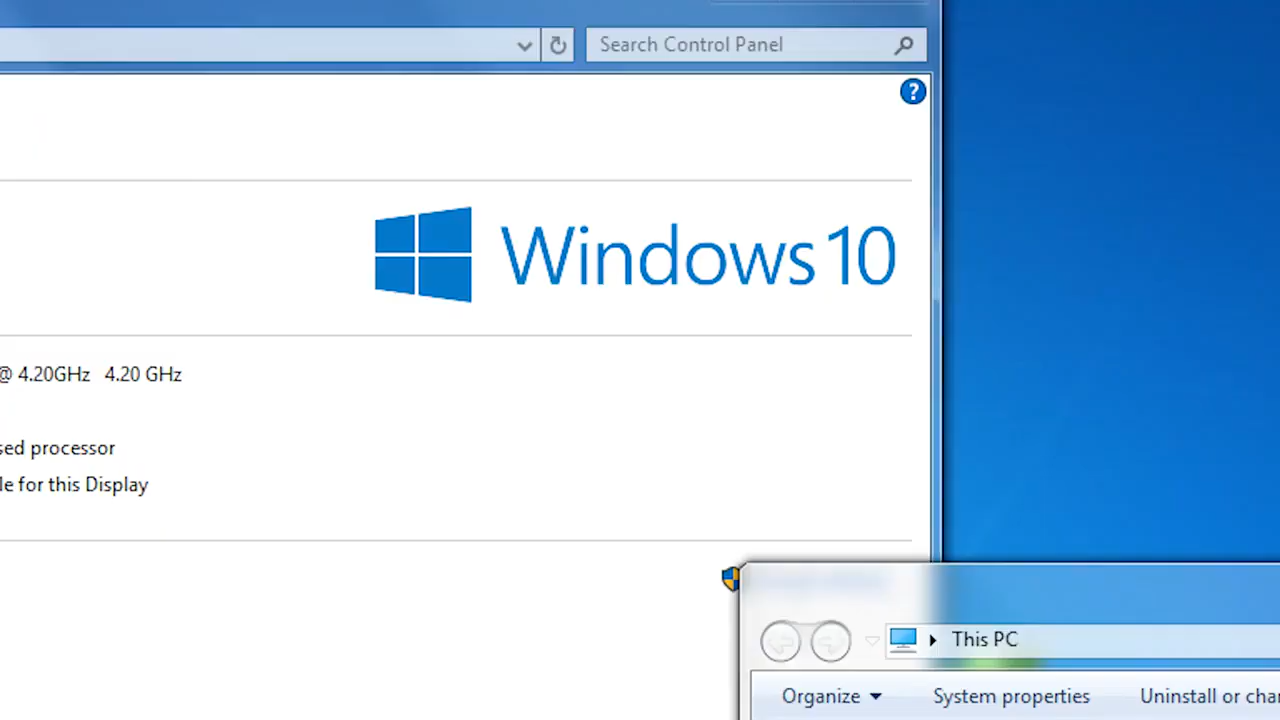 Search Control Panel
?
Windows 10
@ 4.20GHz 4.20 GHz
sed processor
le for this Display
This PC
Organize System properties Uninstall or cha